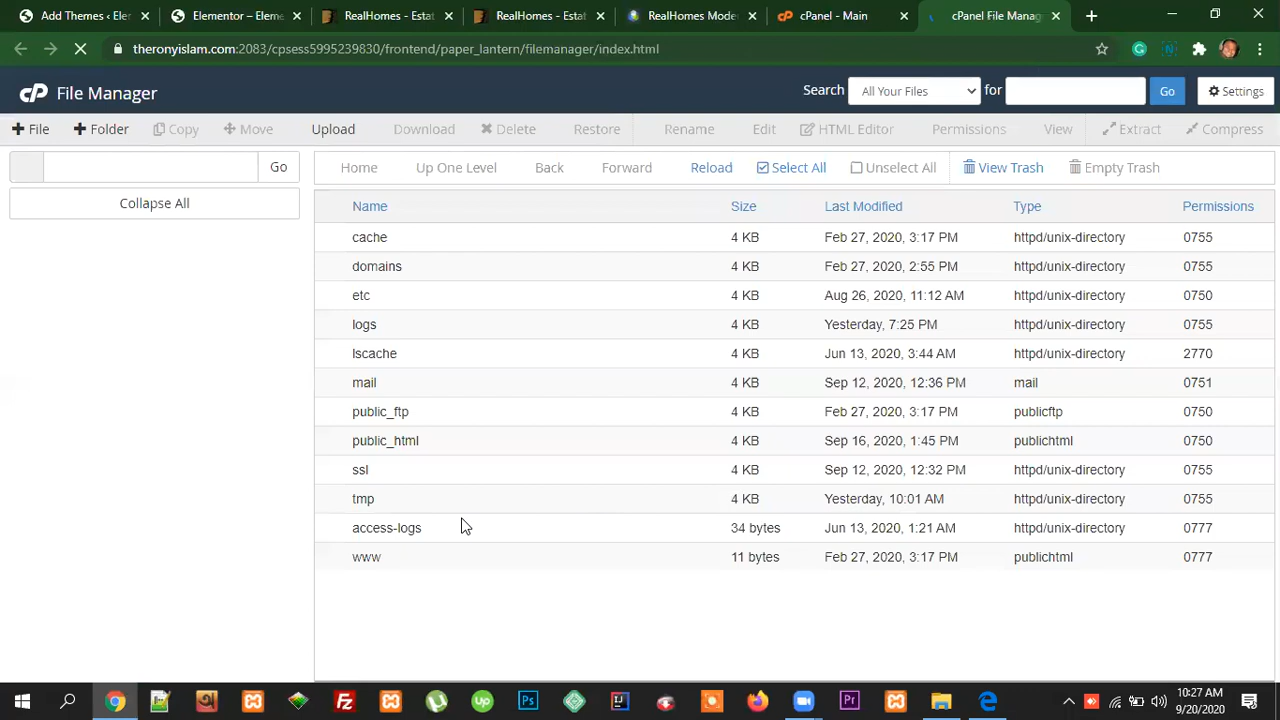 Add Themes ‹ Eler
Elementor – Eleme
RealHomes - Estat
RealHomes - Estat
RealHomes Mode
cPanel - Main
cPanel File Manag
theronyislam.com:2083/cpsess5995239830/frontend/paper_lantern/filemanager/index.html
cP File Manager
Search All Your Files for Go Settings
File Folder Copy Move Upload Download Delete Restore Rename Edit HTML Editor Permissions View Extract Compress
Go Home Up One Level Back Forward Reload Select All Unselect All View Trash Empty Trash
Collapse All
Name Size Last Modified Type Permissions
cache 4 KB Feb 27, 2020, 3:17 PM httpd/unix-directory 0755
domains 4 KB Feb 27, 2020, 2:55 PM httpd/unix-directory 0755
etc 4 KB Aug 26, 2020, 11:12 AM httpd/unix-directory 0750
logs 4 KB Yesterday, 7:25 PM httpd/unix-directory 0755
lscache 4 KB Jun 13, 2020, 3:44 AM httpd/unix-directory 2770
mail 4 KB Sep 12, 2020, 12:36 PM mail 0751
public_ftp 4 KB Feb 27, 2020, 3:17 PM publicftp 0750
public_html 4 KB Sep 16, 2020, 1:45 PM publichtml 0750
ssl 4 KB Sep 12, 2020, 12:32 PM httpd/unix-directory 0755
tmp 4 KB Yesterday, 10:01 AM httpd/unix-directory 0755
access-logs 34 bytes Jun 13, 2020, 1:21 AM httpd/unix-directory 0777
www 11 bytes Feb 27, 2020, 3:17 PM publichtml 0777
10:27 AM
9/20/2020